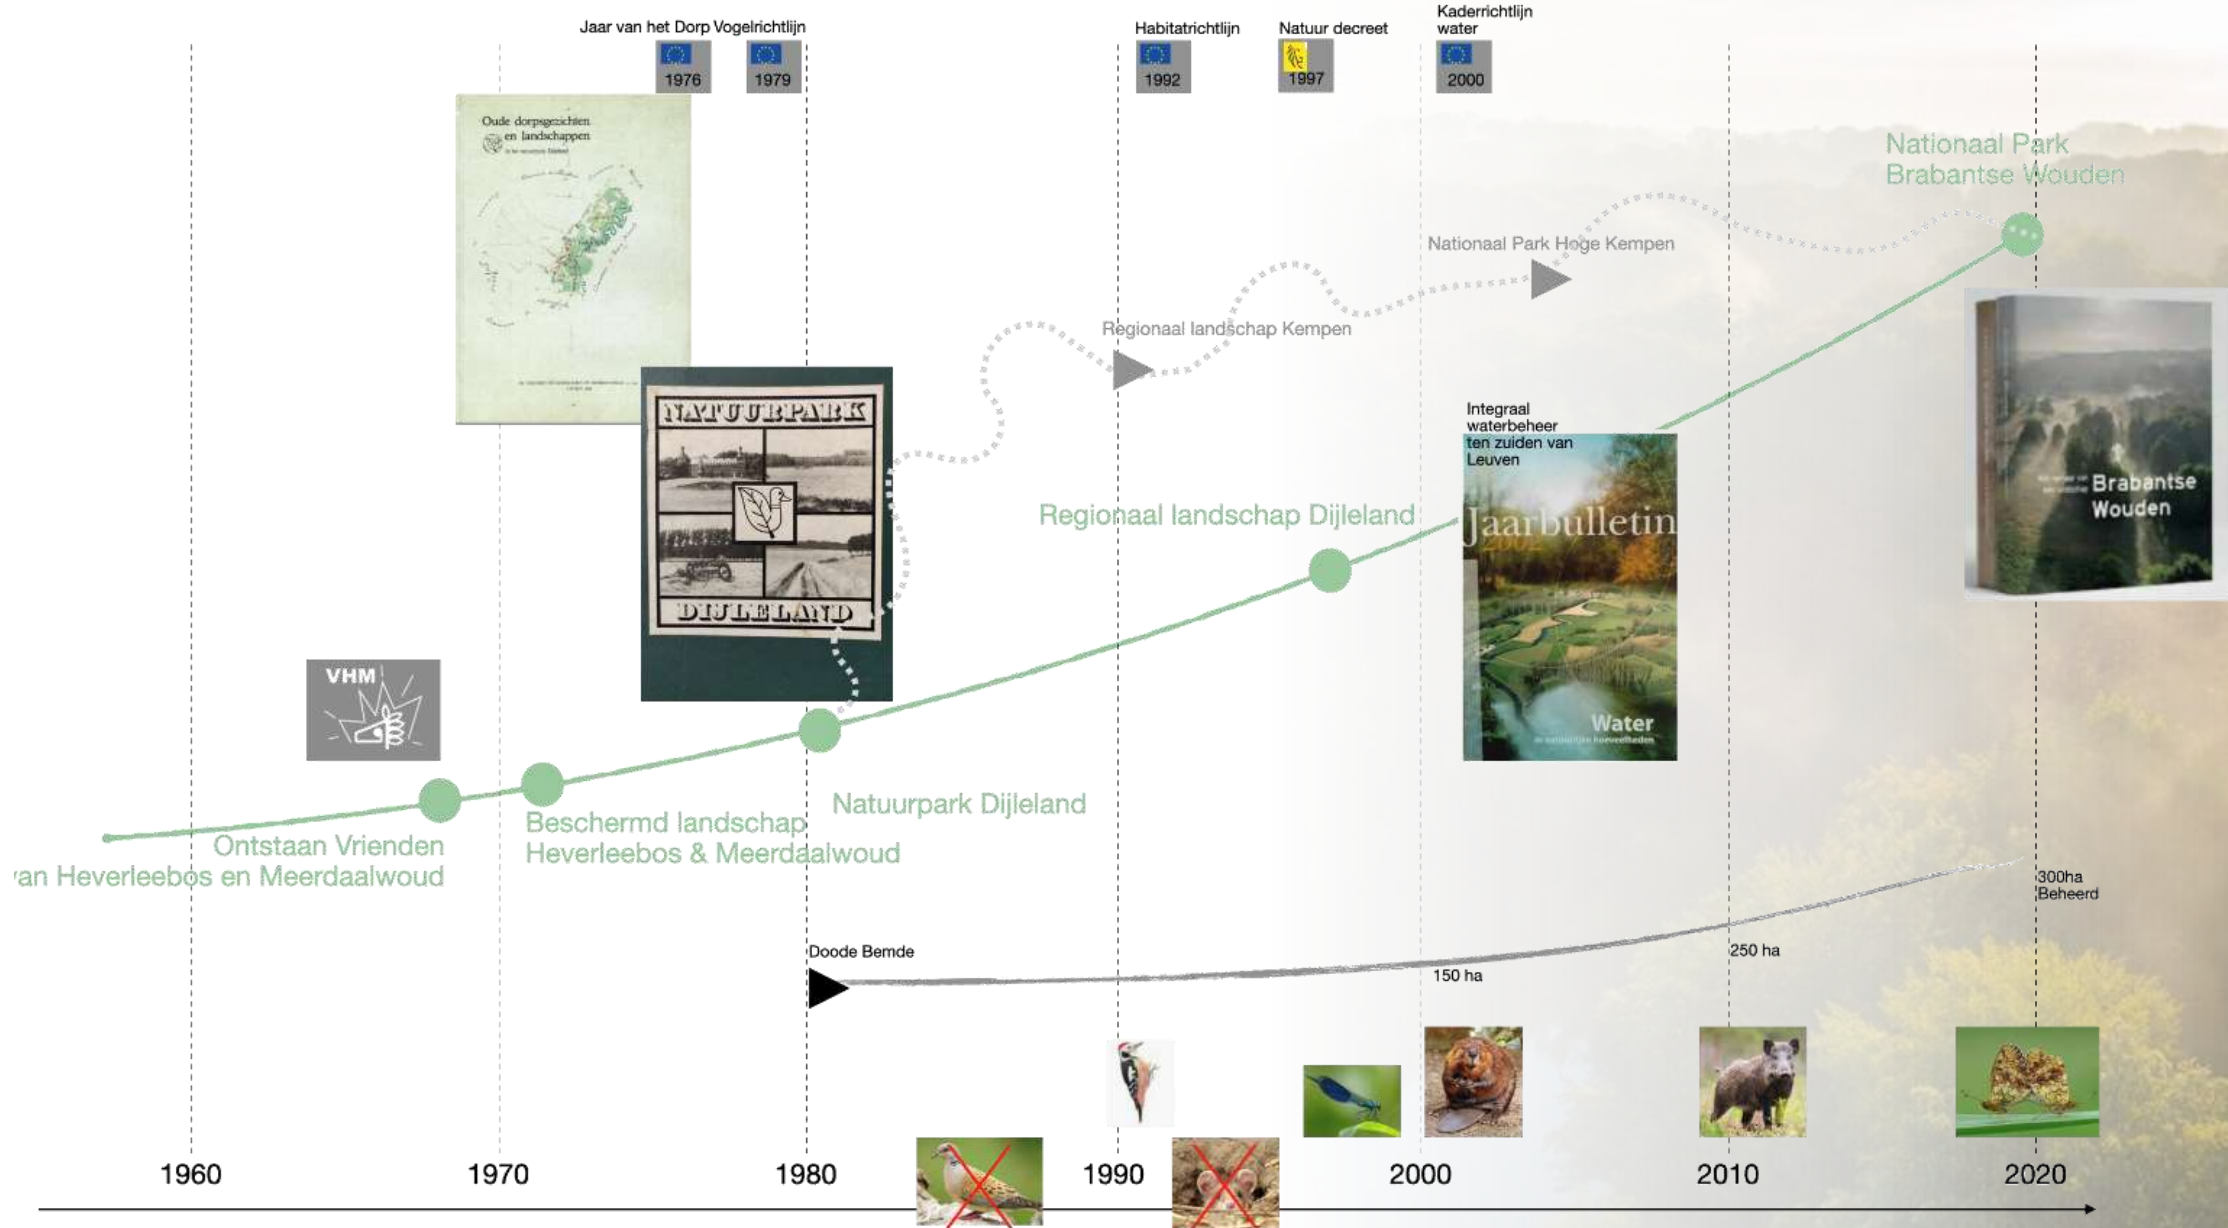 Jaar van het Dorp
Vogelrichtlijn
Habitatrichtlijn
Natuur decreet
Kaderrichtlijn
water
1976
1979
1992
1997
2000
Oude dorpsgezichten
en landschappen
Nationaal Park
Brabantse Wouden
Nationaal Park Hoge Kempen
Regionaal landschap Kempen
NATUURPARK
DIJLELAND
Integraal
waterbeheer
ten zuiden van
Leuven
Jaarbulletin
2002
Water
Brabantse
Wouden
Regionaal landschap Dijleland
VHM
Ontstaan Vrienden
van Heverleebos en Meerdaalwoud
Beschermd landschap
Heverleebos & Meerdaalwoud
Natuurpark Dijleland
Doode Bemde
150 ha
250 ha
300ha
Beheerd
1960
1970
1980
1990
2000
2010
2020